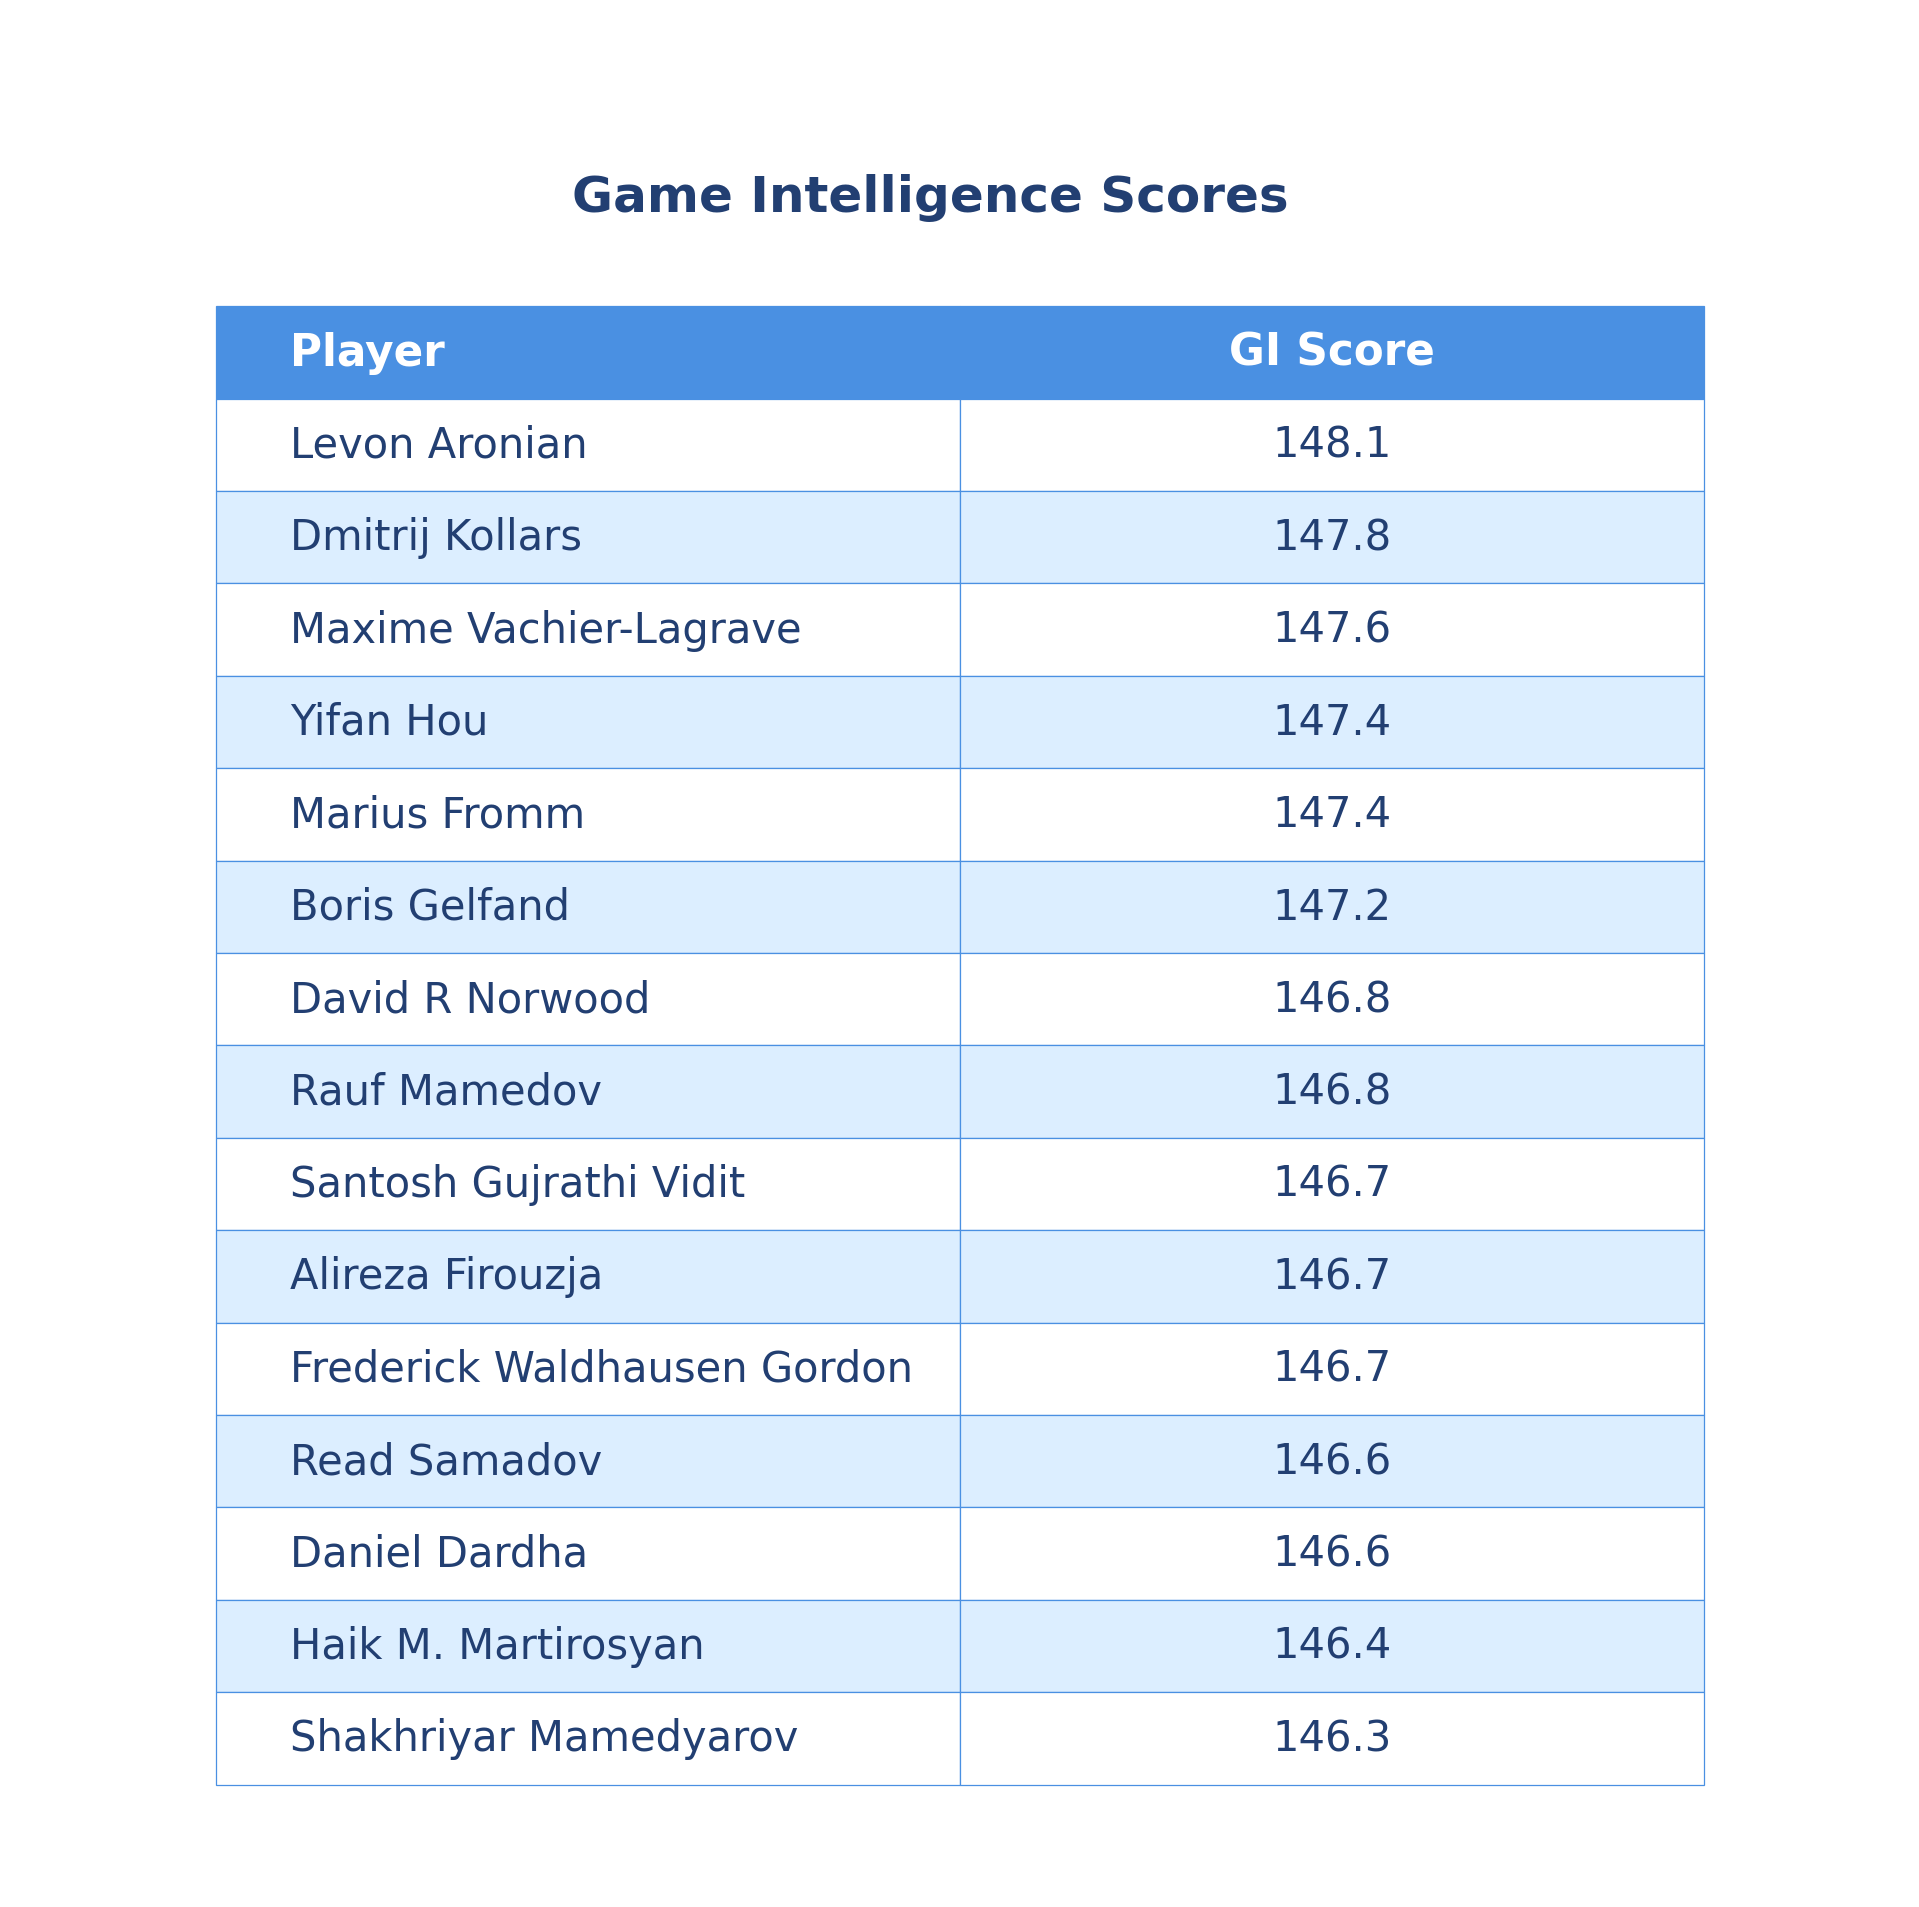 Game Intelligence Scores
Player GI Score
Levon Aronian 148.1
Dmitrij Kollars 147.8
Maxime Vachier-Lagrave 147.6
Yifan Hou 147.4
Marius Fromm 147.4
Boris Gelfand 147.2
David R Norwood 146.8
Rauf Mamedov 146.8
Santosh Gujrathi Vidit 146.7
Alireza Firouzja 146.7
Frederick Waldhausen Gordon 146.7
Read Samadov 146.6
Daniel Dardha 146.6
Haik M. Martirosyan 146.4
Shakhriyar Mamedyarov 146.3